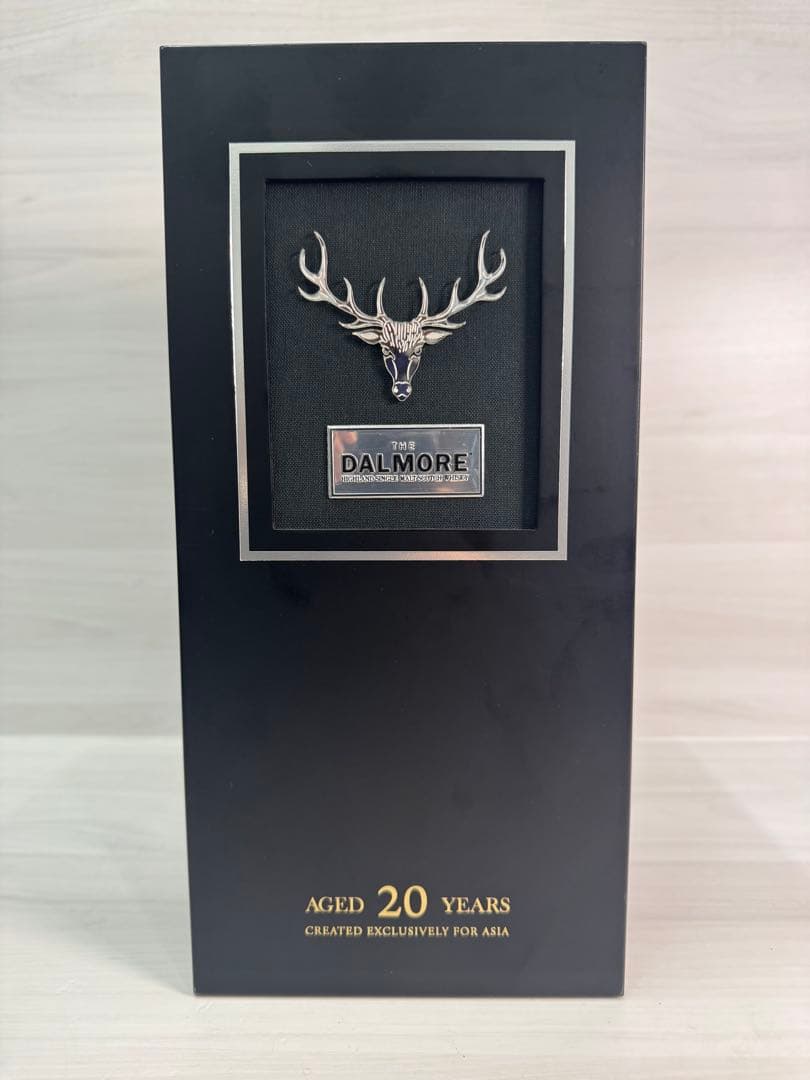 THE
DALMORE
HIGHLAND SINGLE MALT SCOTCH WHISKY
AGED 20 YEARS
CREATED EXCLUSIVELY FOR ASIA